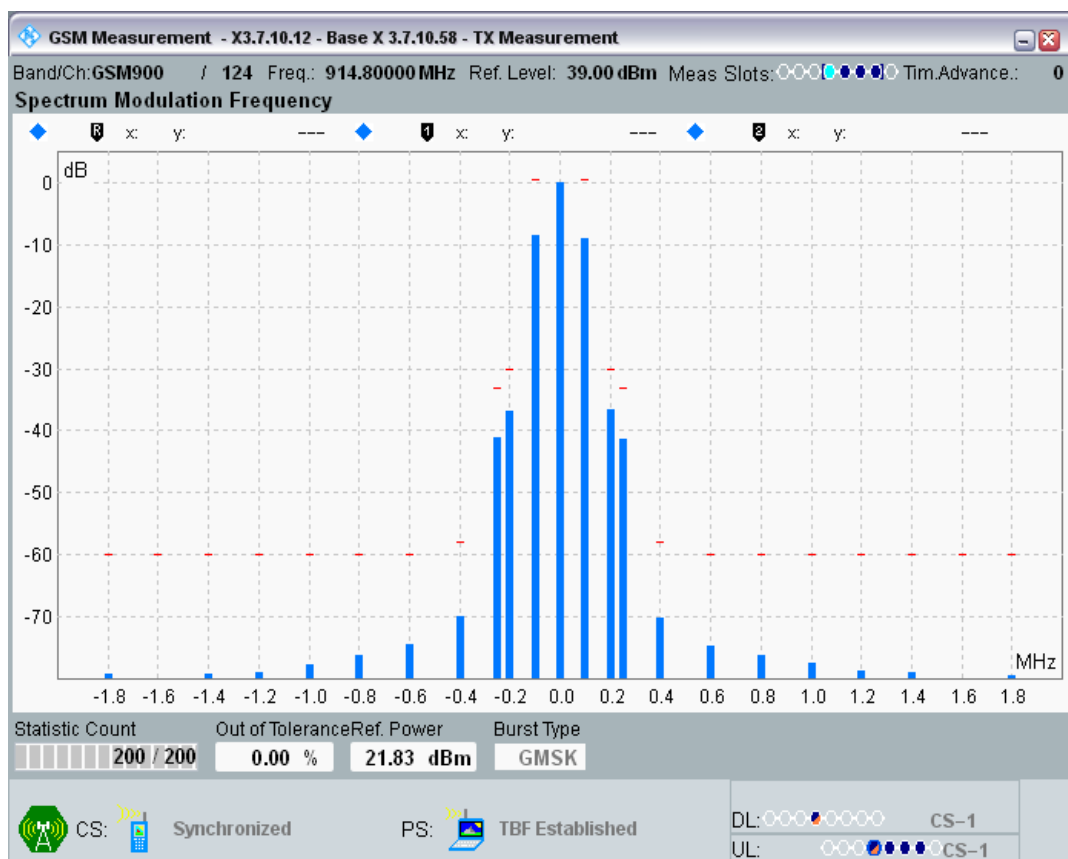 GSM Measurement - X3.7.10.12 - Base X 3.7.10.58 - TX Measurement
Band/Ch:GSM900 / 124 Freq.: 914.80000 MHz Ref. Level: 39.00 dBm Meas Slots: Tim.Advance.: 0
Spectrum Modulation Frequency
R x: y: --- 1 x: y: --- 2 x: y: ---
dB
0
-10
-20
-30
-40
-50
-60
-70
MHz
-1.8 -1.6 -1.4 -1.2 -1.0 -0.8 -0.6 -0.4 -0.2 0.0 0.2 0.4 0.6 0.8 1.0 1.2 1.4 1.6 1.8
Statistic Count Out of Tolerance Ref. Power Burst Type
200 / 200 0.00 % 21.83 dBm GMSK
CS: Synchronized PS: TBF Established DL: CS-1
UL: CS-1